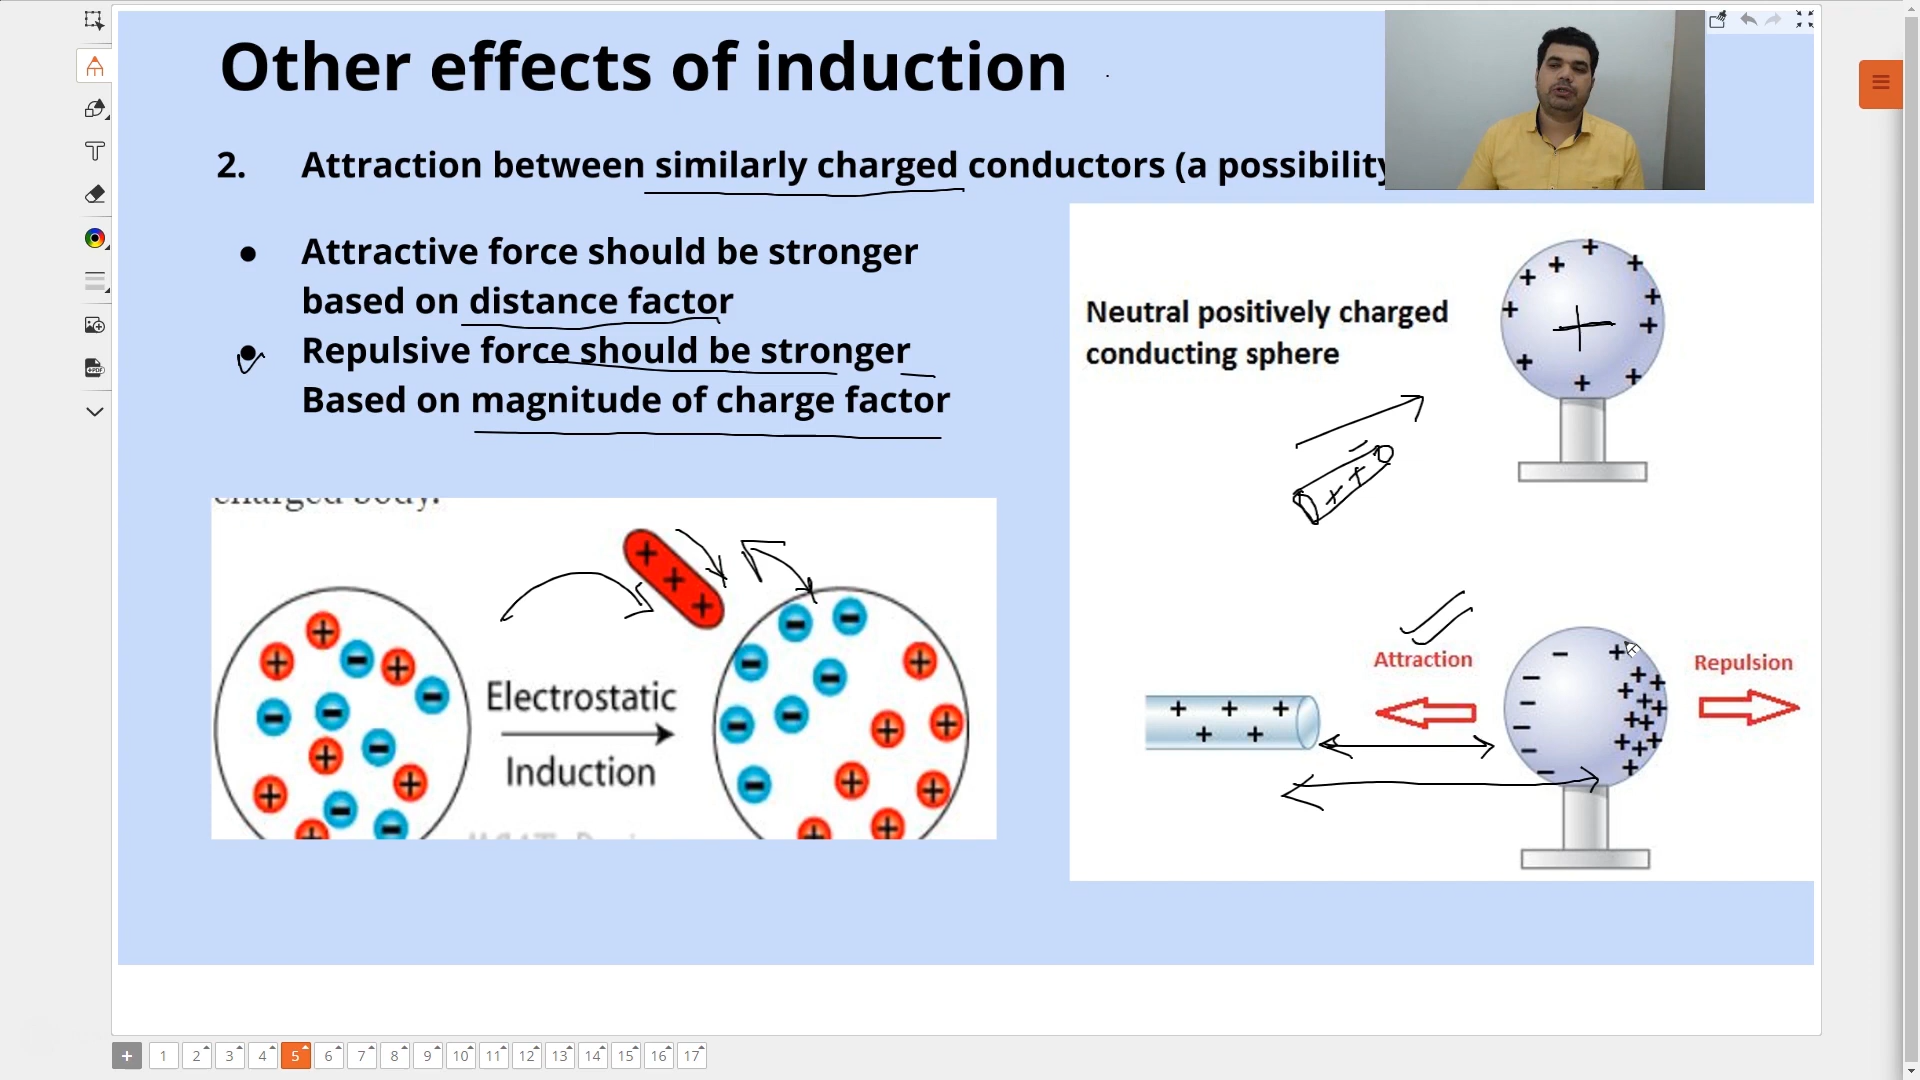 Other effects of induction
2. Attraction between similarly charged conductors (a possibility
● Attractive force should be stronger
based on distance factor
● Repulsive force should be stronger
Based on magnitude of charge factor
Neutral positively charged
conducting sphere
charged body.
Electrostatic
Induction
Attraction
Repulsion
1 2 3 4 5 6 7 8 9 10 11 12 13 14 15 16 17